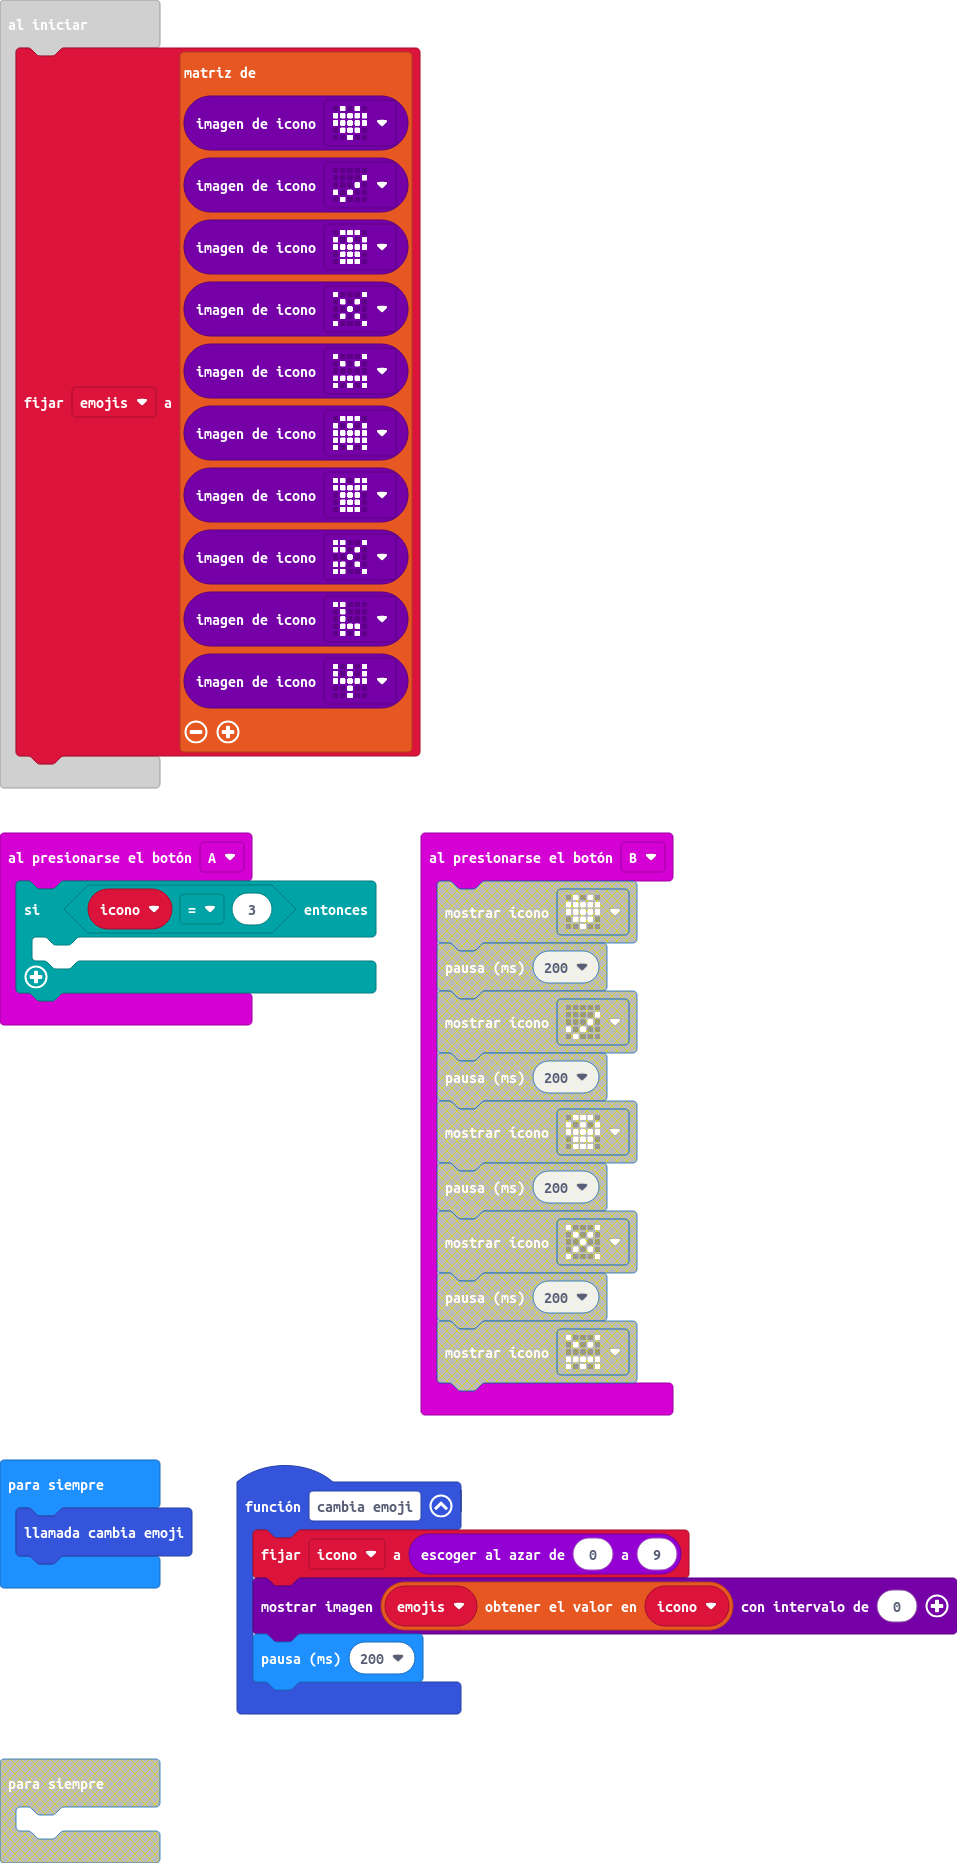 al iniciar
matriz de
imagen de icono
imagen de icono
imagen de icono
imagen de icono
imagen de icono
fijar emojis a
imagen de icono
imagen de icono
imagen de icono
imagen de icono
imagen de icono
al presionarse el botón A
si icono = 3 entonces
al presionarse el botón B
mostrar icono
pausa (ms) 200
mostrar icono
pausa (ms) 200
mostrar icono
pausa (ms) 200
mostrar icono
pausa (ms) 200
mostrar icono
para siempre
llamada cambia emoji
función cambia emoji
fijar icono a escoger al azar de 0 a 9
mostrar imagen emojis obtener el valor en icono con intervalo de 0
pausa (ms) 200
para siempre